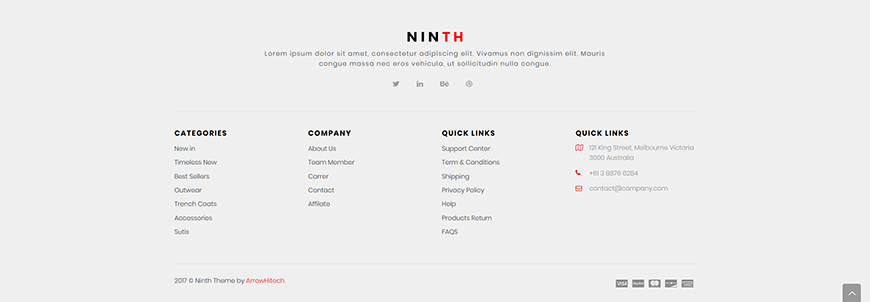 NINTH
Lorem ipsum dolor sit amet, consectetur adipiscing elit. Vivamus non dignissim elit. Mauris
congue massa nec eros vehicula, ut sollicitudin nulla congue.
CATEGORIES
New in
Timeless Now
Best Sellers
Outwear
Trench Coats
Accessories
Sutis
COMPANY
About Us
Team Member
Carrer
Contact
Affilate
QUICK LINKS
Support Center
Term & Conditions
Shipping
Privacy Policy
Help
Products Return
FAQS
QUICK LINKS
121 King Street, Melbourne Victoria
3000 Australia
+61 3 8876 6284
contact@company.com
2017 © Ninth Theme by ArrowHitech.
VISA